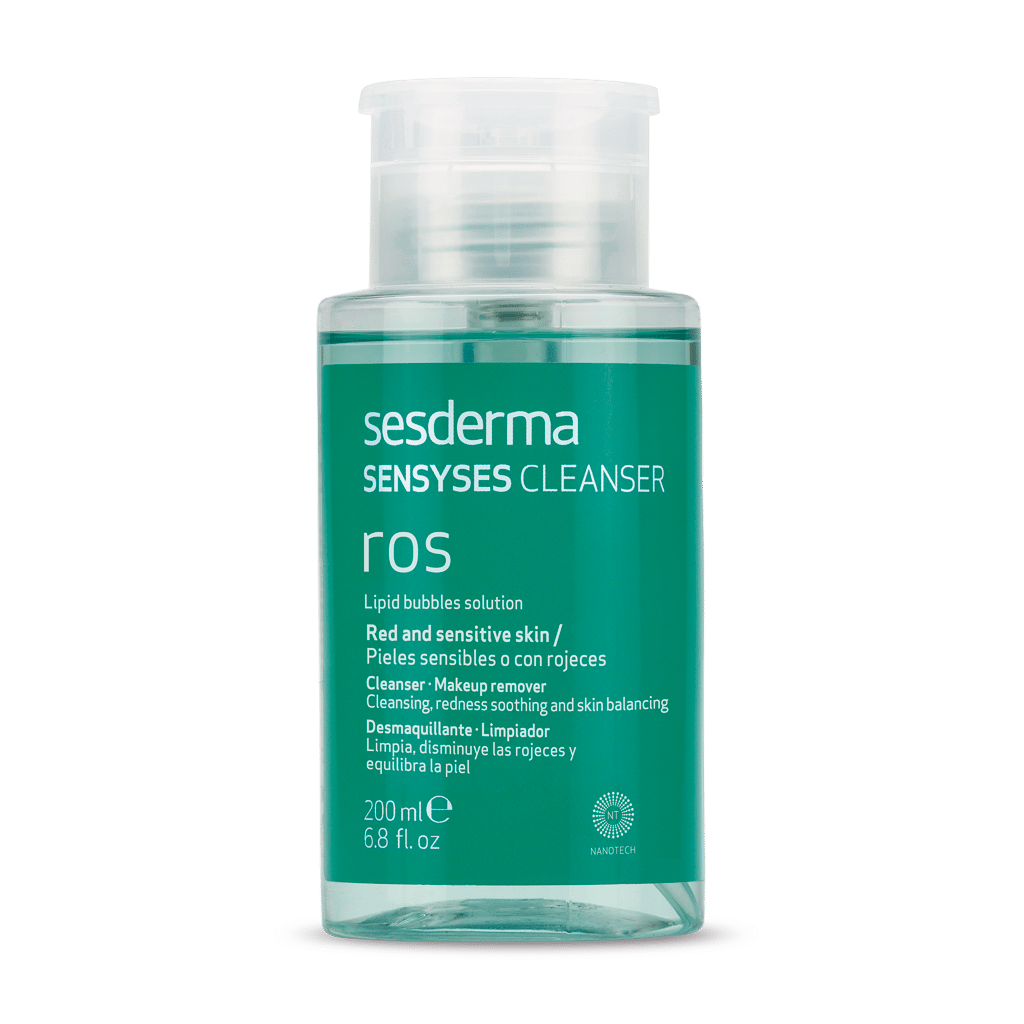 sesderma
SENSYSES CLEANSER
ros
Lipid bubbles solution
Red and sensitive skin /
Pieles sensibles o con rojeces
Cleanser · Makeup remover
Cleansing, redness soothing and skin balancing
Desmaquillante · Limpiador
Limpia, disminuye las rojeces y
equilibra la piel
200 ml ℮
6.8 fl. oz
NT
NANOTECH